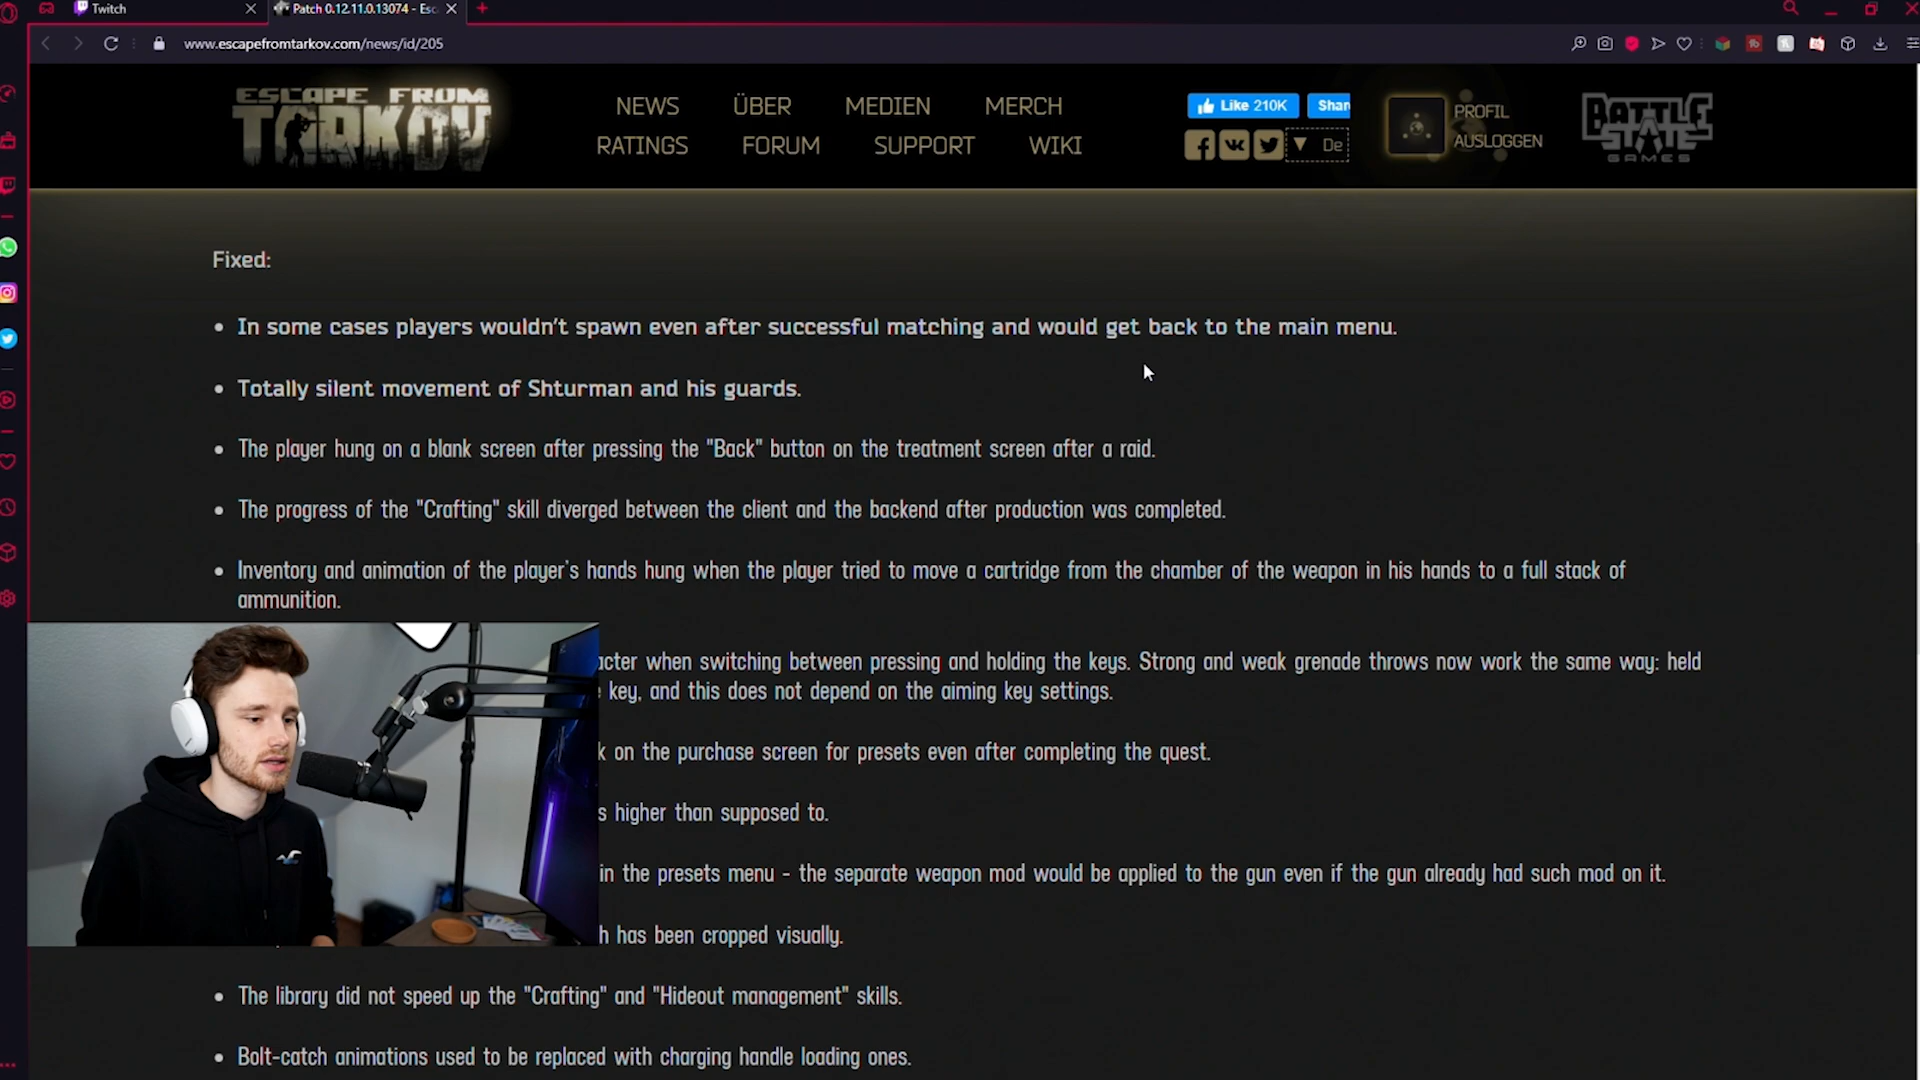 Twitch
Patch 0.12.11.0.13074 - Esc
www.escapefromtarkov.com/news/id/205
ESCAPE FROM
TARKOV
NEWS ÜBER MEDIEN MERCH
RATINGS FORUM SUPPORT WIKI
Like 210K Shar
De
PROFIL
AUSLOGGEN
BATTLE
STATE
GAMES
Fixed:
In some cases players wouldn't spawn even after successful matching and would get back to the main menu.
Totally silent movement of Shturman and his guards.
The player hung on a blank screen after pressing the "Back" button on the treatment screen after a raid.
The progress of the "Crafting" skill diverged between the client and the backend after production was completed.
Inventory and animation of the player's hands hung when the player tried to move a cartridge from the chamber of the weapon in his hands to a full stack of
ammunition.
acter when switching between pressing and holding the keys. Strong and weak grenade throws now work the same way: held
key, and this does not depend on the aiming key settings.
k on the purchase screen for presets even after completing the quest.
s higher than supposed to.
in the presets menu - the separate weapon mod would be applied to the gun even if the gun already had such mod on it.
h has been cropped visually.
The library did not speed up the "Crafting" and "Hideout management" skills.
Bolt-catch animations used to be replaced with charging handle loading ones.